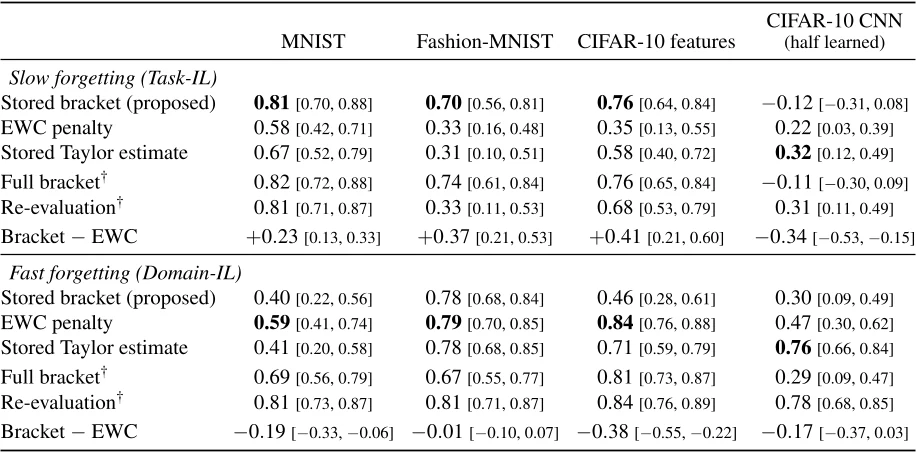 MNIST Fashion-MNIST CIFAR-10 features CIFAR-10 CNN (half learned)
Slow forgetting (Task-IL)
Stored bracket (proposed) 0.81 [0.70, 0.88] 0.70 [0.56, 0.81] 0.76 [0.64, 0.84] −0.12 [−0.31, 0.08]
EWC penalty 0.58 [0.42, 0.71] 0.33 [0.16, 0.48] 0.35 [0.13, 0.55] 0.22 [0.03, 0.39]
Stored Taylor estimate 0.67 [0.52, 0.79] 0.31 [0.10, 0.51] 0.58 [0.40, 0.72] 0.32 [0.12, 0.49]
Full bracket† 0.82 [0.72, 0.88] 0.74 [0.61, 0.84] 0.76 [0.65, 0.84] −0.11 [−0.30, 0.09]
Re-evaluation† 0.81 [0.71, 0.87] 0.33 [0.11, 0.53] 0.68 [0.53, 0.79] 0.31 [0.11, 0.49]
Bracket − EWC +0.23 [0.13, 0.33] +0.37 [0.21, 0.53] +0.41 [0.21, 0.60] −0.34 [−0.53, −0.15]
Fast forgetting (Domain-IL)
Stored bracket (proposed) 0.40 [0.22, 0.56] 0.78 [0.68, 0.84] 0.46 [0.28, 0.61] 0.30 [0.09, 0.49]
EWC penalty 0.59 [0.41, 0.74] 0.79 [0.70, 0.85] 0.84 [0.76, 0.88] 0.47 [0.30, 0.62]
Stored Taylor estimate 0.41 [0.20, 0.58] 0.78 [0.68, 0.85] 0.71 [0.59, 0.79] 0.76 [0.66, 0.84]
Full bracket† 0.69 [0.56, 0.79] 0.67 [0.55, 0.77] 0.81 [0.73, 0.87] 0.29 [0.09, 0.47]
Re-evaluation† 0.81 [0.73, 0.87] 0.81 [0.71, 0.87] 0.84 [0.76, 0.89] 0.78 [0.68, 0.85]
Bracket − EWC −0.19 [−0.33, −0.06] −0.01 [−0.10, 0.07] −0.38 [−0.55, −0.22] −0.17 [−0.37, 0.03]